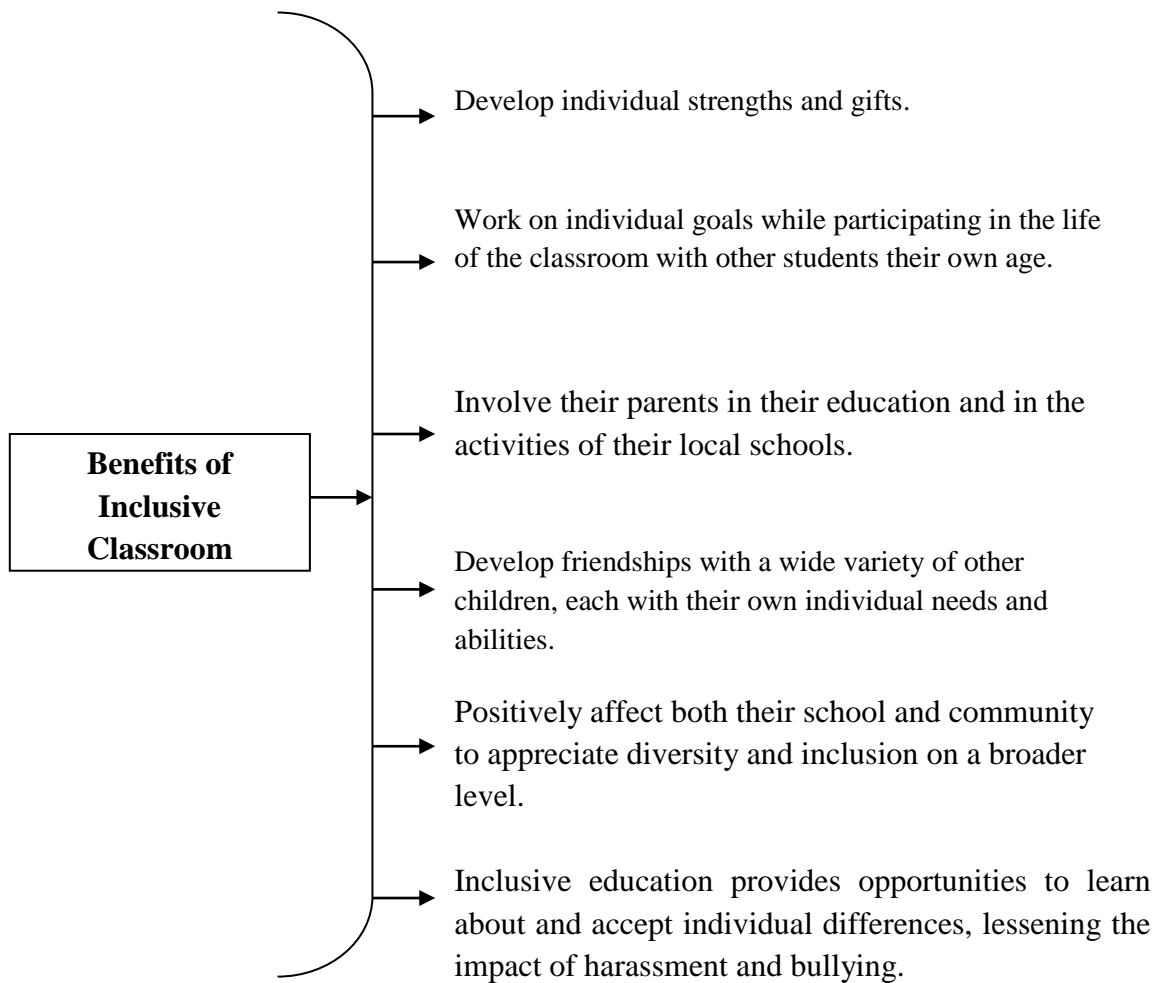 Develop individual strengths and gifts.
Work on individual goals while participating in the life
of the classroom with other students their own age.
Involve their parents in their education and in the
activities of their local schools.
Benefits of
Inclusive
Classroom
Develop friendships with a wide variety of other
children, each with their own individual needs and
abilities.
Positively affect both their school and community
to appreciate diversity and inclusion on a broader
level.
Inclusive education provides opportunities to learn
about and accept individual differences, lessening the
impact of harassment and bullying.